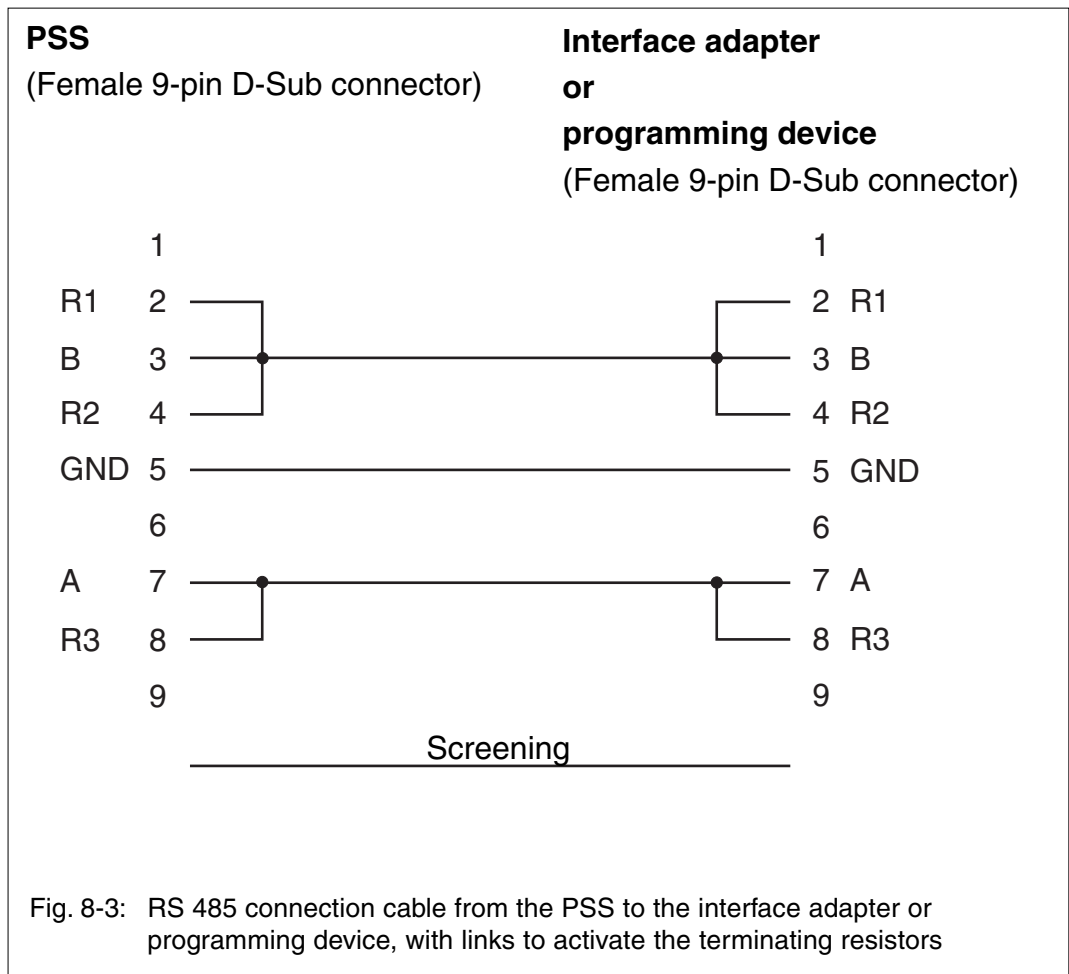 PSS
(Female 9-pin D-Sub connector)
Interface adapter
or
programming device
(Female 9-pin D-Sub connector)
1 1
R1 2 2 R1
B 3 3 B
R2 4 4 R2
GND 5 5 GND
6 6
A 7 7 A
R3 8 8 R3
9 9
Screening
Fig. 8-3: RS 485 connection cable from the PSS to the interface adapter or
programming device, with links to activate the terminating resistors